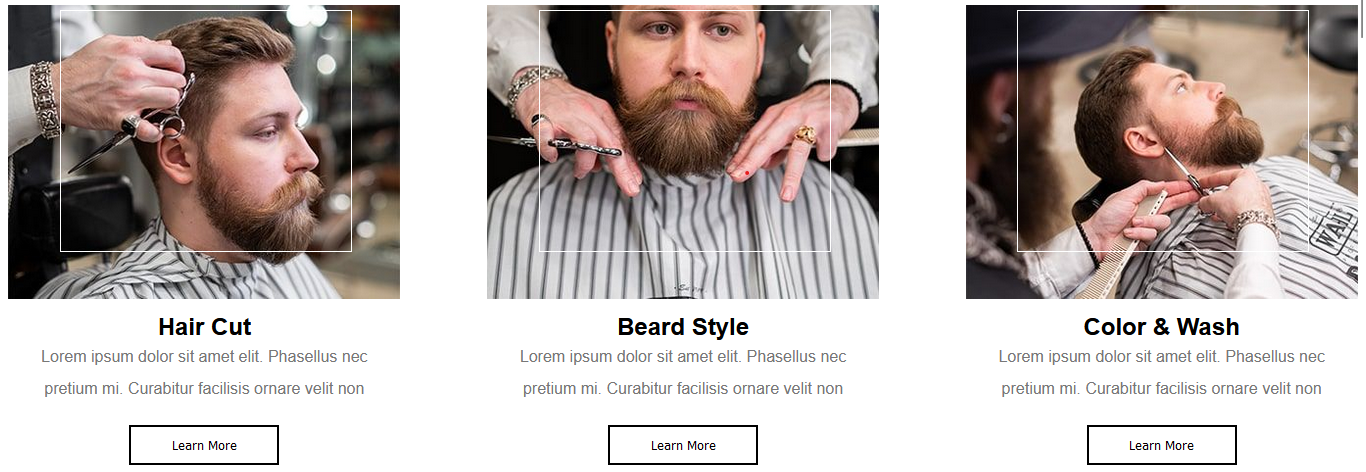 Hair Cut
Lorem ipsum dolor sit amet elit. Phasellus nec
pretium mi. Curabitur facilisis ornare velit non
Learn More
Beard Style
Lorem ipsum dolor sit amet elit. Phasellus nec
pretium mi. Curabitur facilisis ornare velit non
Learn More
WAHL
Color & Wash
Lorem ipsum dolor sit amet elit. Phasellus nec
pretium mi. Curabitur facilisis ornare velit non
Learn More